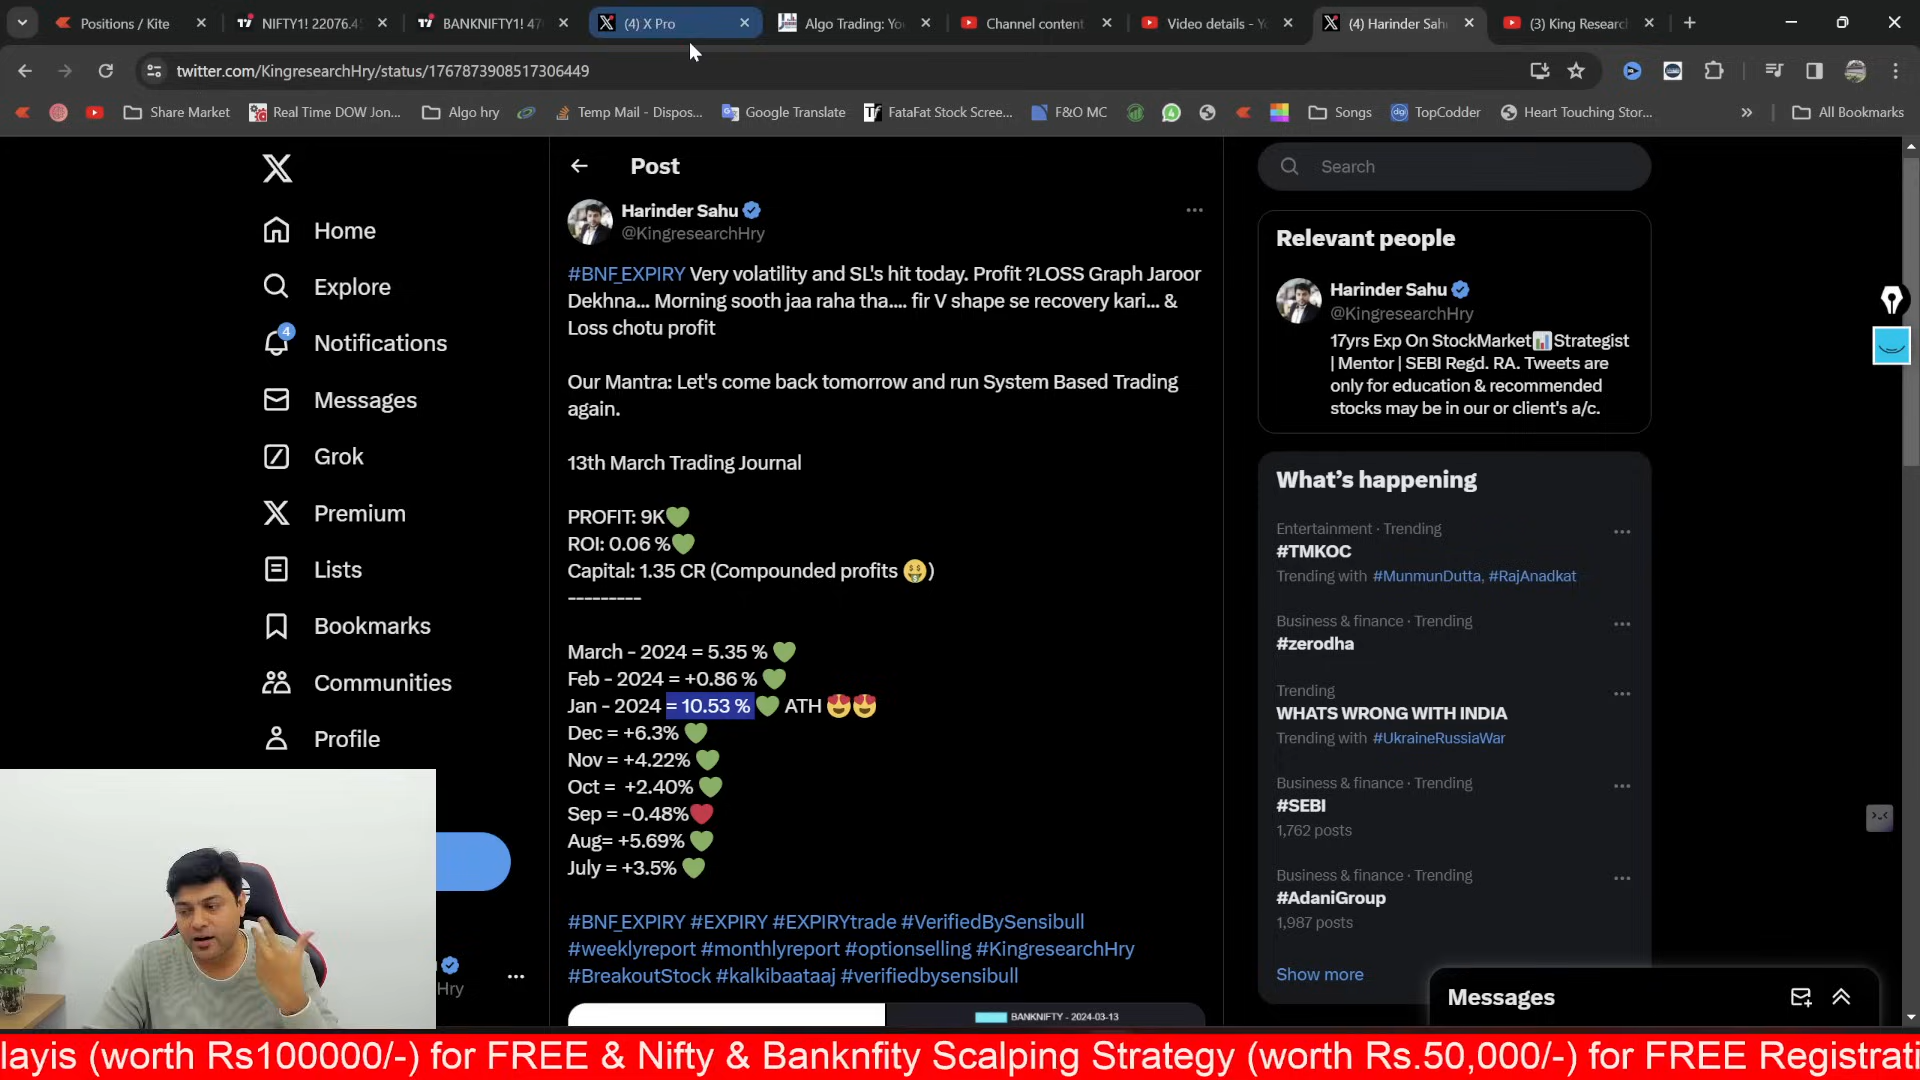 Positions / Kite
NIFTY1! 22076.4
BANKNIFTY1! 47
(4) X Pro
Algo Trading: Yo
Channel content
Video details - Y
(4) Harinder Sah
(3) King Researc
twitter.com/KingresearchHry/status/1767873908517306449
Share Market
Real Time DOW Jon...
Algo hry
Temp Mail - Dispos...
Google Translate
FataFat Stock Scree...
F&O MC
Songs
TopCodder
Heart Touching Stor...
»
All Bookmarks
Home
Explore
4
Notifications
Messages
Grok
Premium
Lists
Bookmarks
Communities
Profile
Hry
Post
Harinder Sahu
@KingresearchHry
#BNF_EXPIRY Very volatility and SL's hit today. Profit ?LOSS Graph Jaroor
Dekhna... Morning sooth jaa raha tha.... fir V shape se recovery kari... &
Loss chotu profit
Our Mantra: Let's come back tomorrow and run System Based Trading
again.
13th March Trading Journal
PROFIT: 9K💚
ROI: 0.06 %💚
Capital: 1.35 CR (Compounded profits 🤑)
---------
March - 2024 = 5.35 % 💚
Feb - 2024 = +0.86 % 💚
Jan - 2024 = 10.53 % 💚 ATH 😍😍
Dec = +6.3% 💚
Nov = +4.22% 💚
Oct = +2.40% 💚
Sep = -0.48%❤️
Aug= +5.69% 💚
July = +3.5% 💚
#BNF_EXPIRY #EXPIRY #EXPIRYtrade #VerifiedBySensibull
#weeklyreport #monthlyreport #optionselling #KingresearchHry
#BreakoutStock #kalkibaataaj #verifiedbysensibull
BANKNIFTY - 2024-03-13
Search
Relevant people
Harinder Sahu
@KingresearchHry
17yrs Exp On StockMarket📊Strategist
| Mentor | SEBI Regd. RA. Tweets are
only for education & recommended
stocks may be in our or client's a/c.
What's happening
Entertainment · Trending
#TMKOC
Trending with #MunmunDutta, #RajAnadkat
Business & finance · Trending
#zerodha
Trending
WHATS WRONG WITH INDIA
Trending with #UkraineRussiaWar
Business & finance · Trending
#SEBI
1,762 posts
Business & finance · Trending
#AdaniGroup
1,987 posts
Show more
Messages
layis (worth Rs100000/-) for FREE & Nifty & Banknfity Scalping Strategy (worth Rs.50,000/-) for FREE Registrati